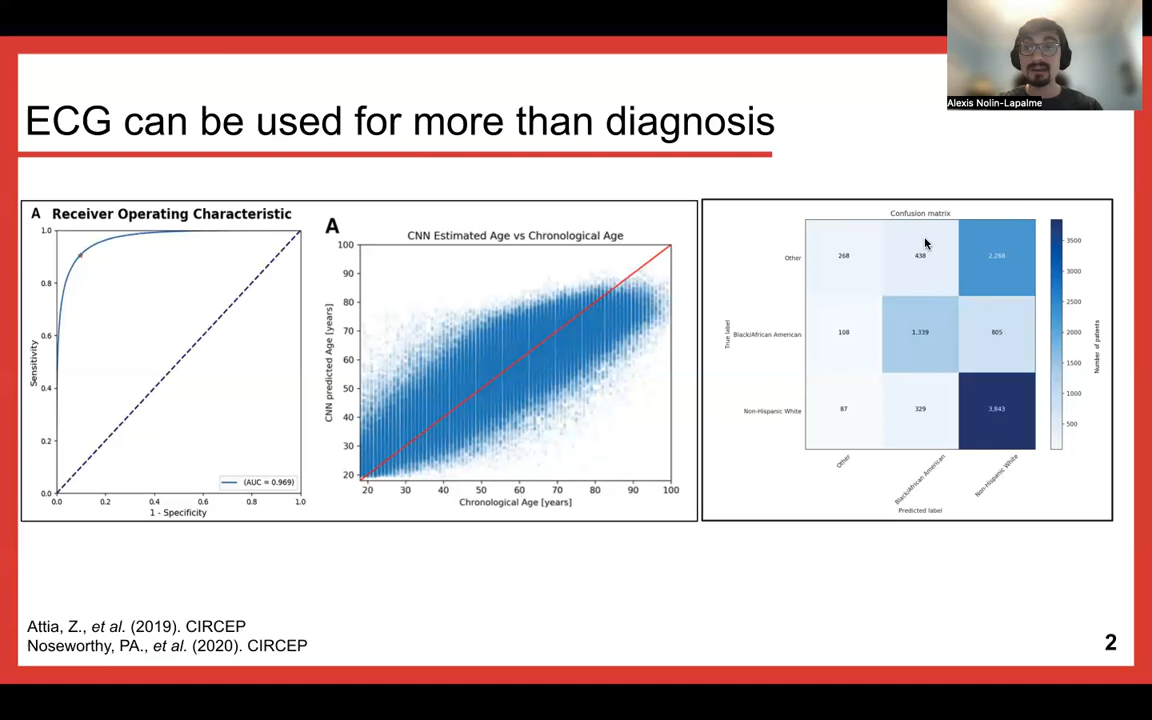 Alexis Nolin-Lapalme
ECG can be used for more than diagnosis
A Receiver Operating Characteristic
1.0
0.8
0.6
0.4
0.2
0.0
Sensitivity
0.0 0.2 0.4 0.6 0.8 1.0
1 - Specificity
(AUC = 0.969)
A
CNN Estimated Age vs Chronological Age
100
90
80
70
60
50
40
30
20
CNN predicted Age [years]
20 30 40 50 60 70 80 90 100
Chronological Age [years]
Confusion matrix
True label
Other 268 438 2,268
Black/African American 108 1,339 805
Non-Hispanic White 87 329 3,843
Other
Black/African American
Non-Hispanic White
Predicted label
3500
3000
2500
2000
1500
1000
500
Number of patients
Attia, Z., et al. (2019). CIRCEP
Noseworthy, PA., et al. (2020). CIRCEP
2